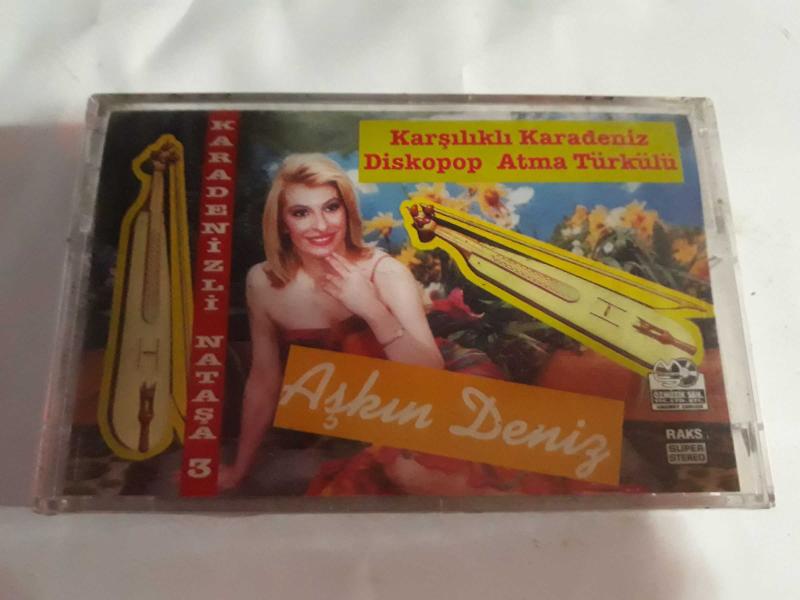 KARADENİZLİ NATAŞA 3
Karşılıklı Karadeniz
Diskopop Atma Türkülü
Aşkın Deniz
RAKS
SUPER
STEREO